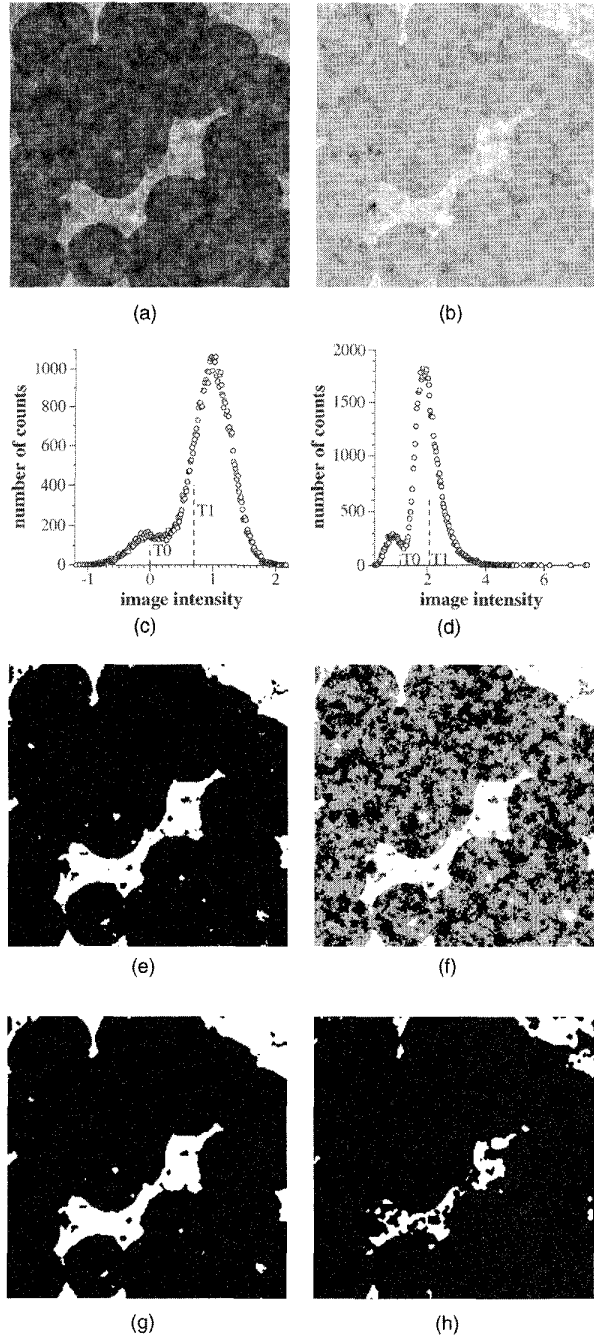 (a)
(b)
number of counts
1000
800
600
400
200
0
T0
T1
-1
0
1
2
image intensity
(c)
number of counts
2000
1500
1000
500
0
T0
T1
2
4
6
image intensity
(d)
(e)
(f)
(g)
(h)